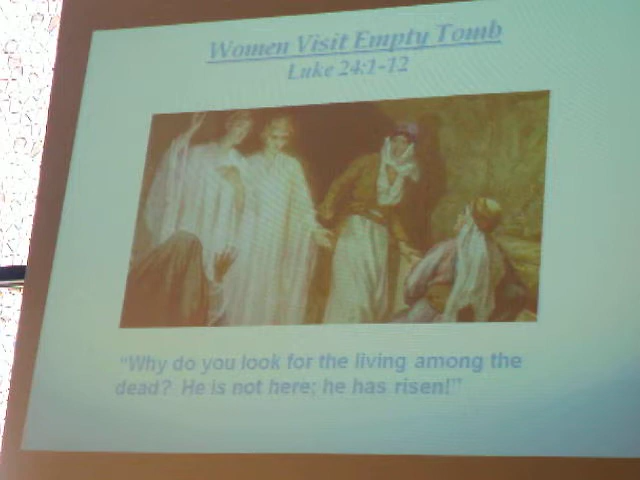 Women Visit Empty Tomb
Luke 24:1-12
"Why do you look for the living among the
dead? He is not here; he has risen!"